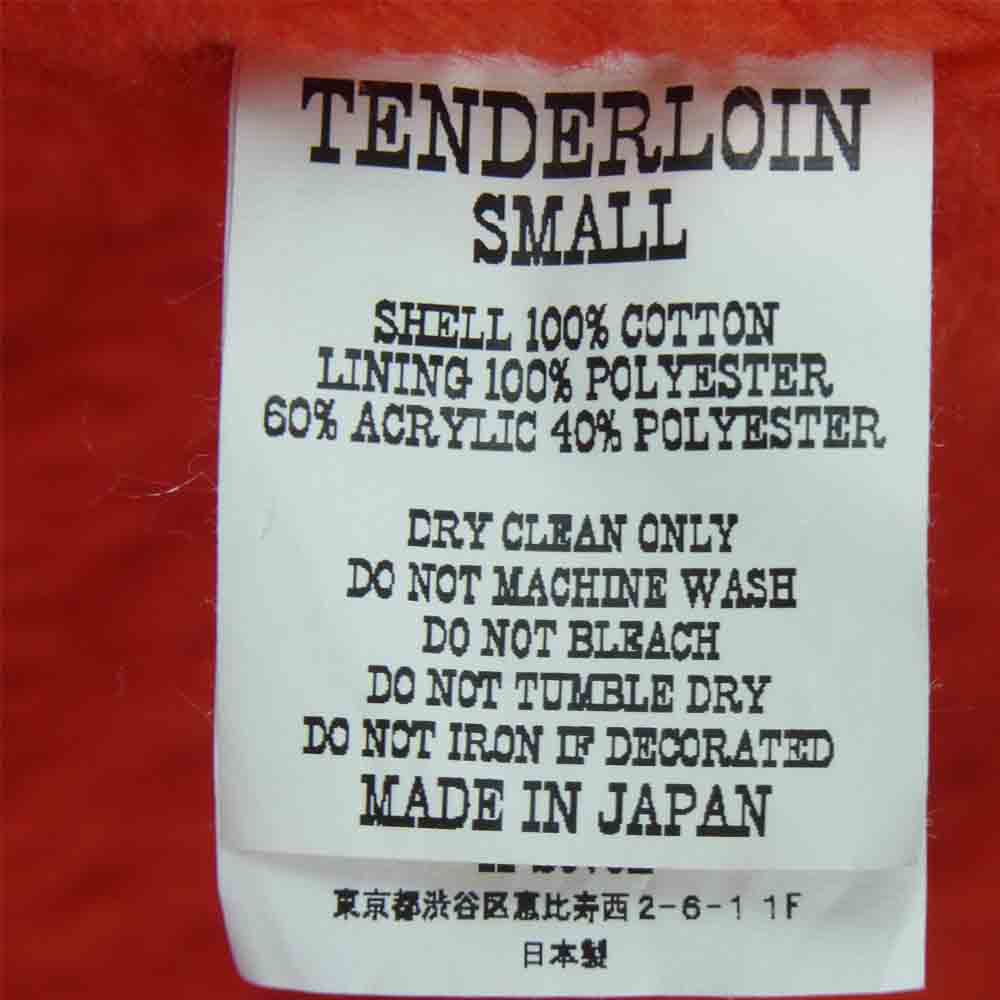 TENDERLOIN
SMALL
SHELL 100% COTTON
LINING 100% POLYESTER
60% ACRYLIC 40% POLYESTER
DRY CLEAN ONLY
DO NOT MACHINE WASH
DO NOT BLEACH
DO NOT TUMBLE DRY
DO NOT IRON IF DECORATED
MADE IN JAPAN
東京都渋谷区恵比寿西2-6-1 1F
日本製